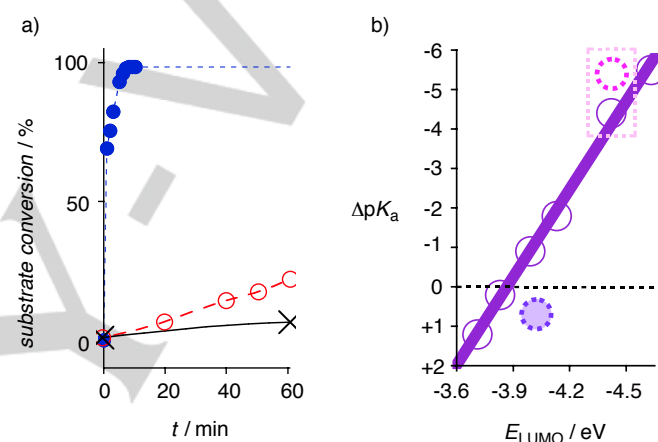 a)
100
50
0
substrate conversion / %
0 20 40 60
t / min
b)
-6
-5
-4
-2
-1
0
+1
+2
ΔpKa
-3.6 -3.9 -4.2 -4.5
ELUMO / eV